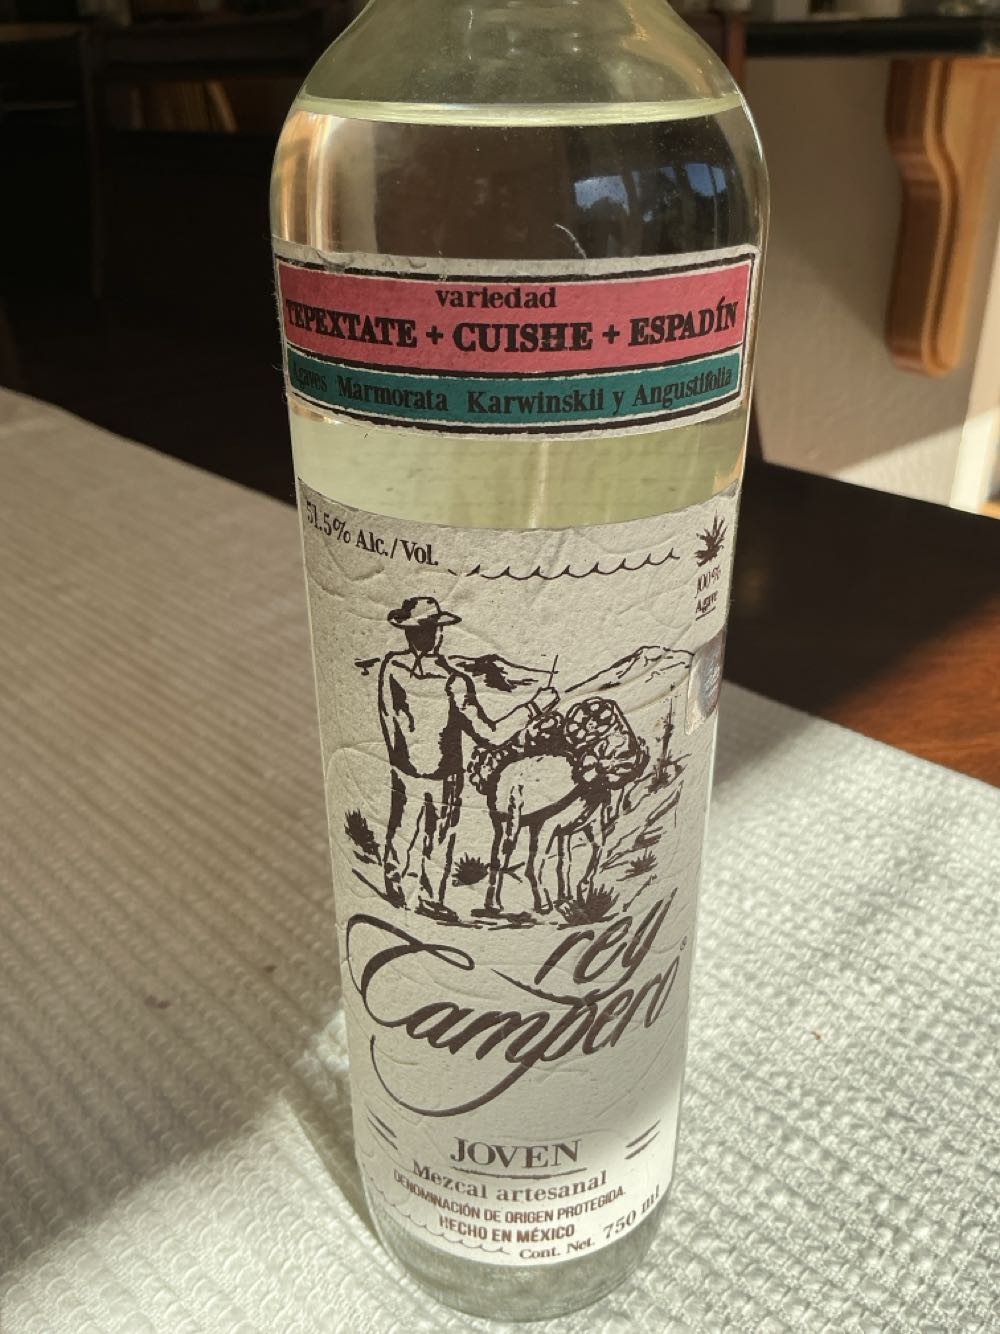 variedad
TEPEXTATE + CUISHE + ESPADÍN
Agaves Marmorata Karwinskii y Angustifolia
51.5% Alc./Vol.
100%
Agave
rey
Campero®
JOVEN
Mezcal artesanal
DENOMINACIÓN DE ORIGEN PROTEGIDA.
HECHO EN MÉXICO
Cont. Net. 750 ml